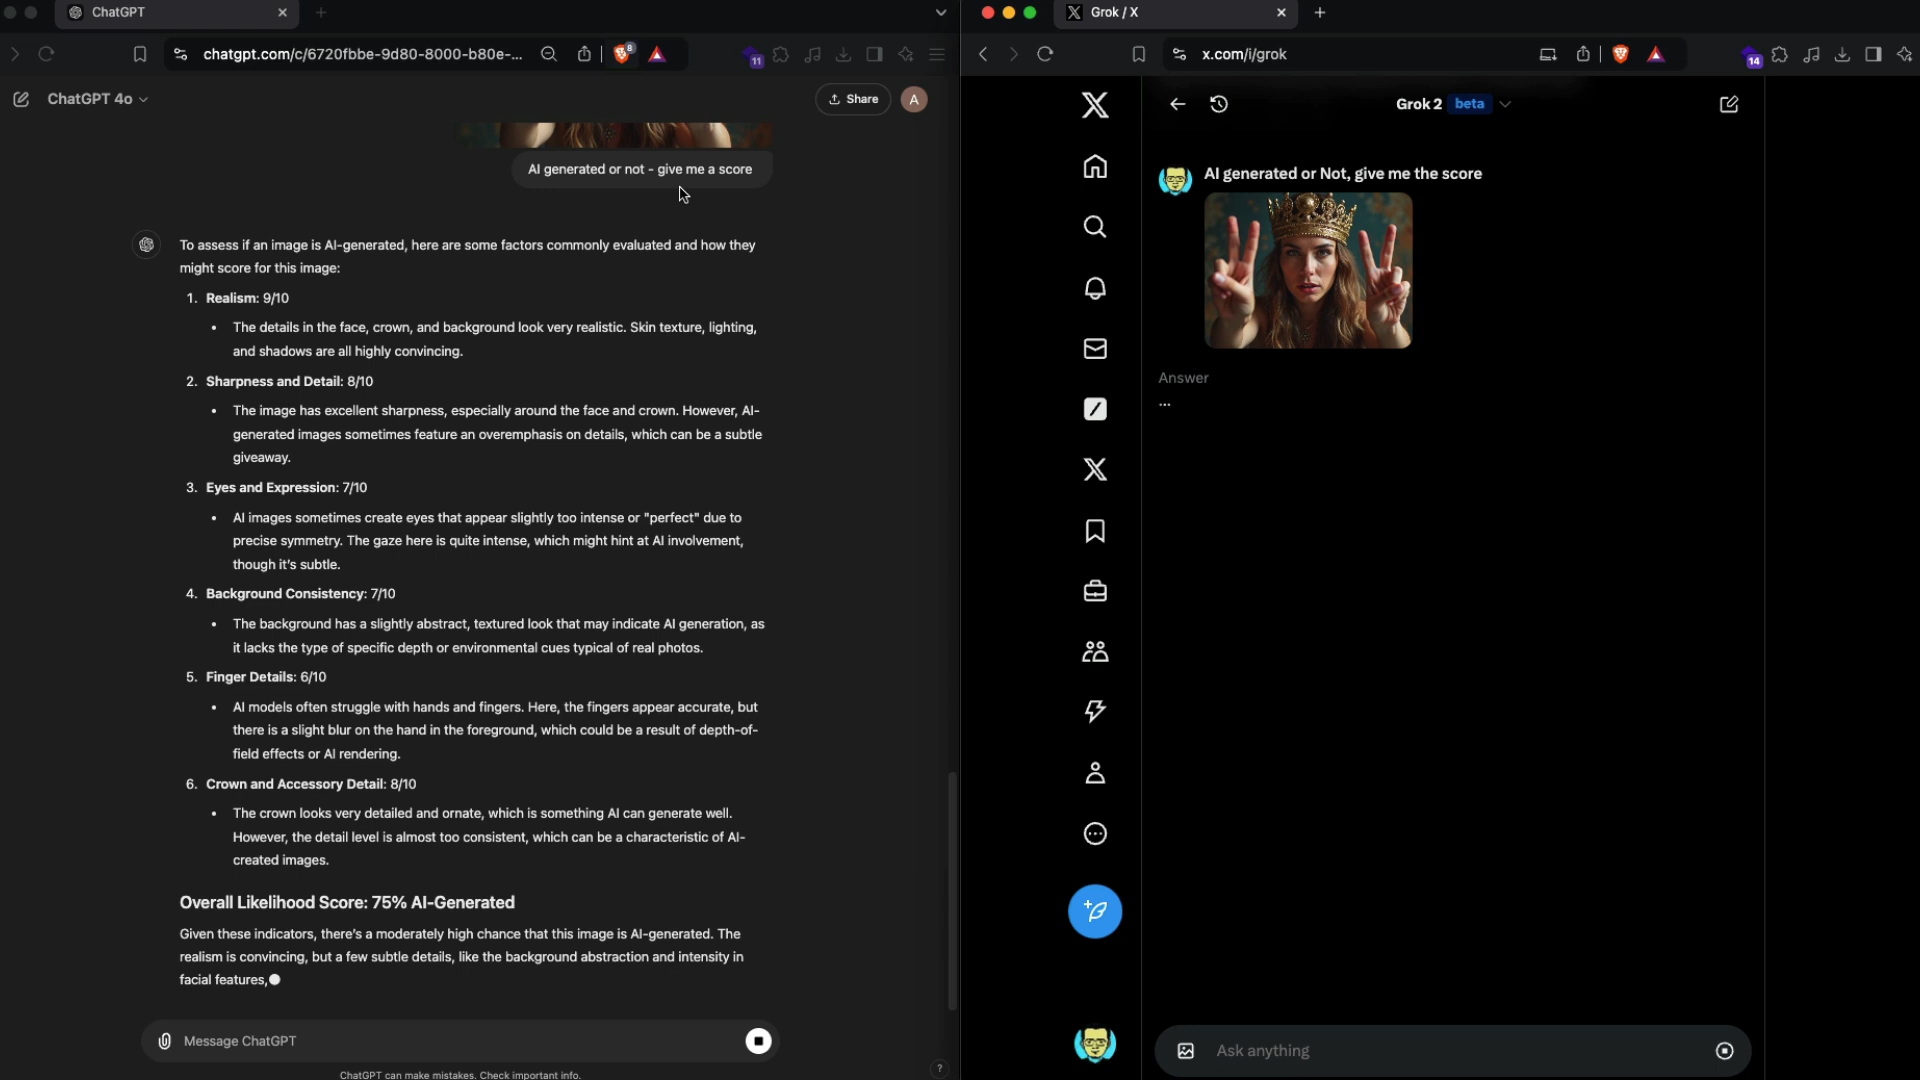 ChatGPT
chatgpt.com/c/6720fbbe-9d80-8000-b80e-...
8
11
ChatGPT 4o
Share
A
AI generated or not - give me a score
To assess if an image is AI-generated, here are some factors commonly evaluated and how they
might score for this image:
1. Realism: 9/10
• The details in the face, crown, and background look very realistic. Skin texture, lighting,
and shadows are all highly convincing.
2. Sharpness and Detail: 8/10
• The image has excellent sharpness, especially around the face and crown. However, AI-
generated images sometimes feature an overemphasis on details, which can be a subtle
giveaway.
3. Eyes and Expression: 7/10
• AI images sometimes create eyes that appear slightly too intense or "perfect" due to
precise symmetry. The gaze here is quite intense, which might hint at AI involvement,
though it's subtle.
4. Background Consistency: 7/10
• The background has a slightly abstract, textured look that may indicate AI generation, as
it lacks the type of specific depth or environmental cues typical of real photos.
5. Finger Details: 6/10
• AI models often struggle with hands and fingers. Here, the fingers appear accurate, but
there is a slight blur on the hand in the foreground, which could be a result of depth-of-
field effects or AI rendering.
6. Crown and Accessory Detail: 8/10
• The crown looks very detailed and ornate, which is something AI can generate well.
However, the detail level is almost too consistent, which can be a characteristic of AI-
created images.
Overall Likelihood Score: 75% AI-Generated
Given these indicators, there's a moderately high chance that this image is AI-generated. The
realism is convincing, but a few subtle details, like the background abstraction and intensity in
facial features,
Message ChatGPT
ChatGPT can make mistakes. Check important info.
?
Grok / X
x.com/i/grok
14
Grok 2 beta
AI generated or Not, give me the score
Answer
...
Ask anything